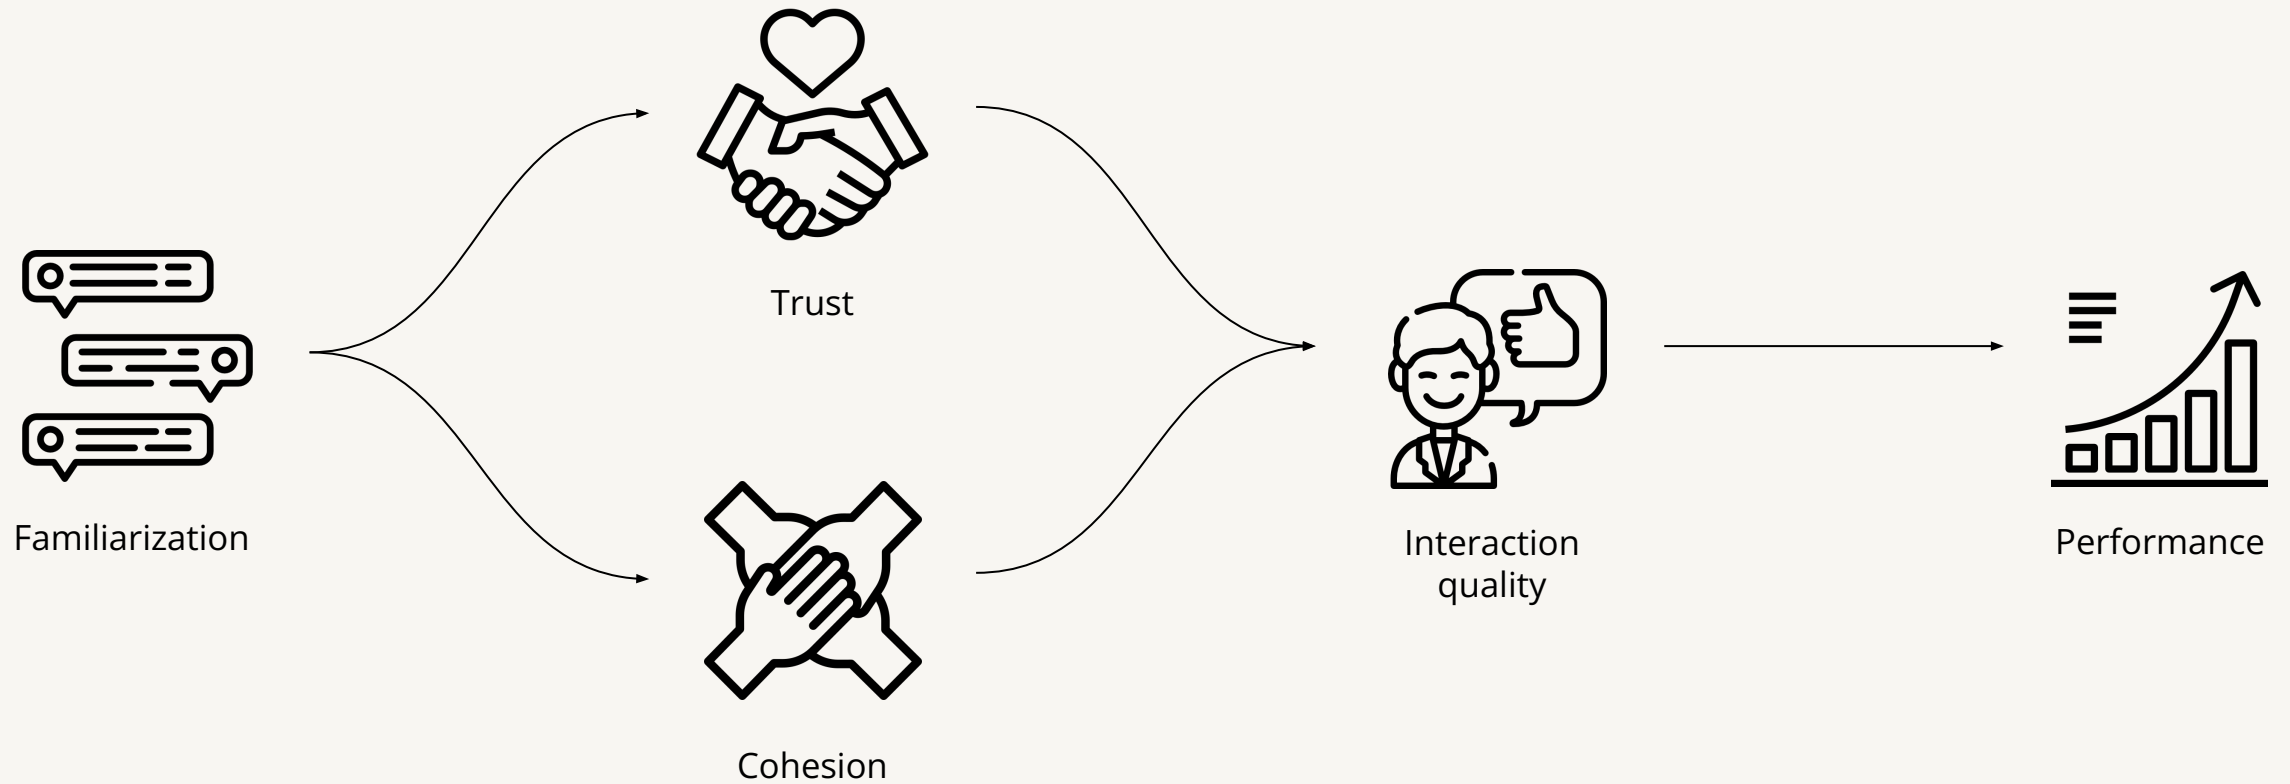 Trust
Familiarization
Interaction
quality
Performance
Cohesion